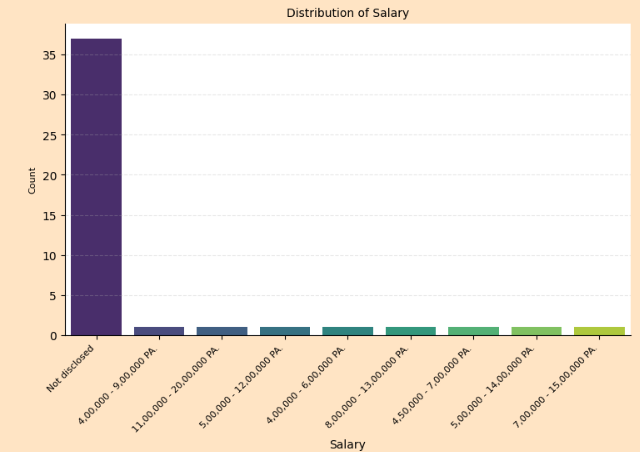 Distribution of Salary
Count
35
30
25
20
15
10
5
0
Not disclosed
4,00,000 - 9,00,000 PA.
11,00,000 - 20,00,000 PA.
5,00,000 - 12,00,000 PA.
4,00,000 - 6,00,000 PA.
8,00,000 - 13,00,000 PA.
4,50,000 - 7,00,000 PA.
5,00,000 - 14,00,000 PA.
7,00,000 - 15,00,000 PA.
Salary